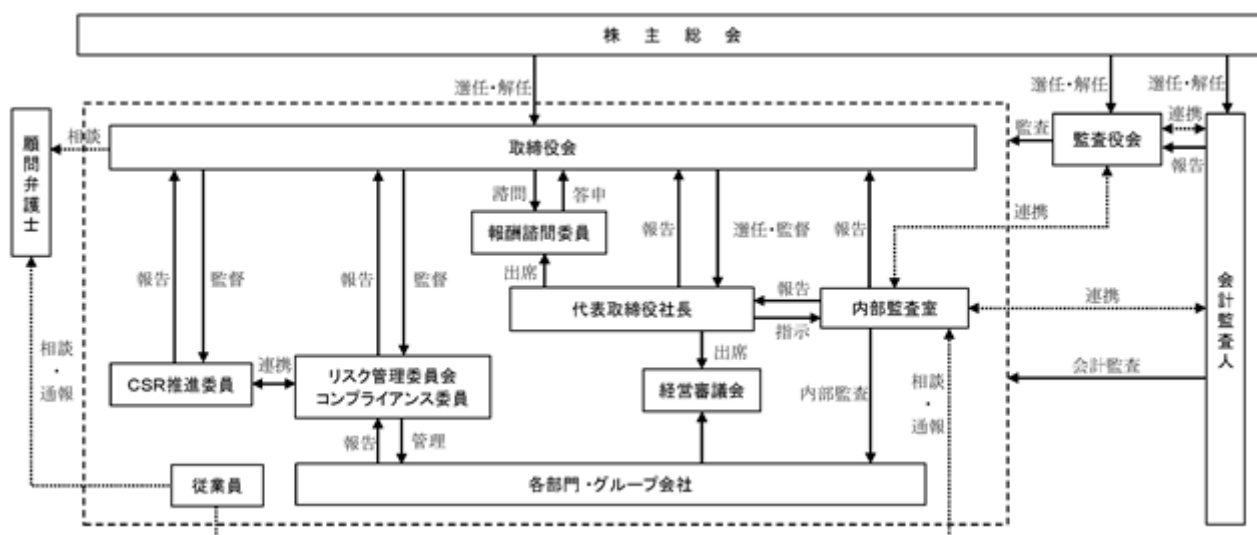 株主総会
選任・解任
選任・解任
選任・解任
顧問弁護士
相談
取締役会
監査
監査役会
連携
報告
諮問
答申
報酬諮問委員
連携
報告
監督
報告
監督
出席
報告
選任・監督
報告
代表取締役社長
報告
指示
内部監査室
連携
会計監査人
相談・通報
CSR推進委員
連携
リスク管理委員会
コンプライアンス委員
出席
経営審議会
内部監査
相談・通報
会計監査
報告
管理
従業員
各部門・グループ会社